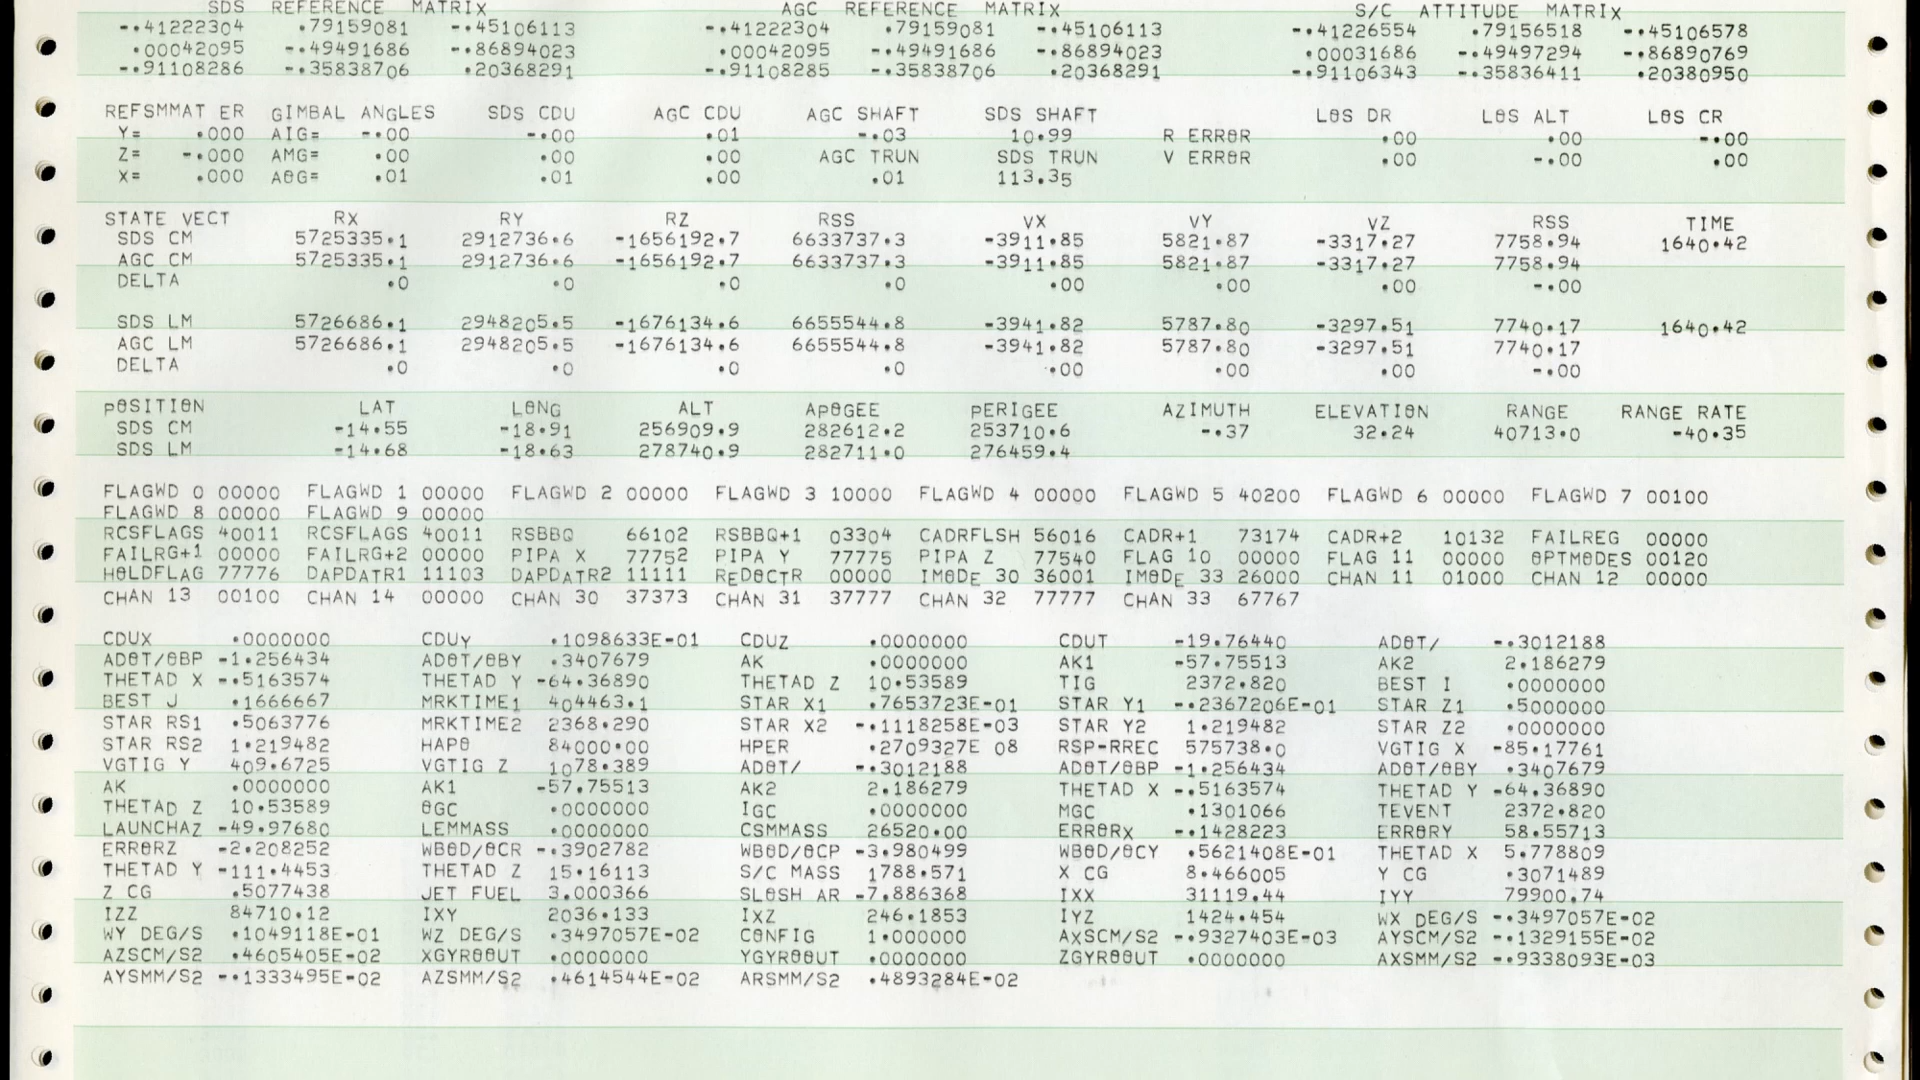 SDS REFERENCE MATRIX AGC REFERENCE MATRIX S/C ATTITUDE MATRIX
-.41222304 .79159081 -.45106113 -.41222304 .79159081 -.45106113 -.41226554 .79156518 -.45106578
.00042095 -.49491686 -.86894023 .00042095 -.49491686 -.86894023 .00031686 -.49497294 -.86890769
-.91108286 -.35838706 .20368291 -.91108285 -.35838706 .20368291 -.91106343 -.35836411 .20380950
REFSMMAT ER GIMBAL ANGLES SDS CDU AGC CDU AGC SHAFT SDS SHAFT LOS DR LOS ALT LOS CR
Y= .000 AIG= -.00 -.00 .01 -.03 10.99 R ERROR .00 .00 -.00
Z= -.000 AMG= .00 .00 .00 AGC TRUN SDS TRUN V ERROR .00 -.00 .00
X= .000 AOG= .01 .01 .00 .01 113.35
STATE VECT RX RY RZ RSS VX VY VZ RSS TIME
SDS CM 5725335.1 2912736.6 -1656192.7 6633737.3 -3911.85 5821.87 -3317.27 7758.94 1640.42
AGC CM 5725335.1 2912736.6 -1656192.7 6633737.3 -3911.85 5821.87 -3317.27 7758.94
DELTA .0 .0 .0 .0 .00 .00 .00 -.00
SDS LM 5726686.1 2948205.5 -1676134.6 6655544.8 -3941.82 5787.80 -3297.51 7740.17 1640.42
AGC LM 5726686.1 2948205.5 -1676134.6 6655544.8 -3941.82 5787.80 -3297.51 7740.17
DELTA .0 .0 .0 .0 .00 .00 .00 -.00
POSITION LAT LONG ALT APOGEE PERIGEE AZIMUTH ELEVATION RANGE RANGE RATE
SDS CM -14.55 -18.91 256909.9 282612.2 253710.6 -.37 32.24 40713.0 -40.35
SDS LM -14.68 -18.63 278740.9 282711.0 276459.4
FLAGWD 0 00000 FLAGWD 1 00000 FLAGWD 2 00000 FLAGWD 3 10000 FLAGWD 4 00000 FLAGWD 5 40200 FLAGWD 6 00000 FLAGWD 7 00100
FLAGWD 8 00000 FLAGWD 9 00000
RCSFLAGS 40011 RCSFLAGS 40011 RSBBQ 66102 RSBBQ+1 03304 CADRFLSH 56016 CADR+1 73174 CADR+2 10132 FAILREG 00000
FAILRG+1 00000 FAILRG+2 00000 PIPA X 77752 PIPA Y 77775 PIPA Z 77540 FLAG 10 00000 FLAG 11 00000 OPTMODES 00120
HOLDFLAG 77776 DAPDATR1 11103 DAPDATR2 11111 REDOCTR 00000 IMODE 30 36001 IMODE 33 26000 CHAN 11 01000 CHAN 12 00000
CHAN 13 00100 CHAN 14 00000 CHAN 30 37373 CHAN 31 37777 CHAN 32 77777 CHAN 33 67767
CDUX .0000000 CDUY .1098633E-01 CDUZ .0000000 CDUT -19.76440 ADOT/ -.3012188
ADOT/OBP -1.256434 ADOT/OBY .3407679 AK .0000000 AK1 -57.75513 AK2 2.186279
THETAD X -.5163574 THETAD Y -64.36890 THETAD Z 10.53589 TIG 2372.820 BEST I .0000000
BEST J .1666667 MRKTIME1 404463.1 STAR X1 .7653723E-01 STAR Y1 -.2367206E-01 STAR Z1 .5000000
STAR RS1 .5063776 MRKTIME2 2368.290 STAR X2 -.1118258E-03 STAR Y2 1.219482 STAR Z2 .0000000
STAR RS2 1.219482 HAPO 84000.00 HPER .2709327E 08 RSP-RREC 575738.0 VGTIG X -85.17761
VGTIG Y 409.6725 VGTIG Z 1078.389 ADOT/ -.3012188 ADOT/OBP -1.256434 ADOT/OBY .3407679
AK .0000000 AK1 -57.75513 AK2 2.186279 THETAD X -.5163574 THETAD Y -64.36890
THETAD Z 10.53589 OGC .0000000 IGC .0000000 MGC .1301066 TEVENT 2372.820
LAUNCHAZ -49.97680 LEMMASS .0000000 CSMMASS 26520.00 ERRORX -.1428223 ERRORY 58.55713
ERRORZ -2.208252 WBOD/OCR -.3902782 WBOD/OCP -3.980499 WBOD/OCY .5621408E-01 THETAD X 5.778809
THETAD Y -111.4453 THETAD Z 15.16113 S/C MASS 1788.571 X CG 8.466005 Y CG .3071489
Z CG .5077438 JET FUEL 3.000366 SLOSH AR -7.886368 IXX 31119.44 IYY 79900.74
IZZ 84710.12 IXY 2036.133 IXZ 246.1853 IYZ 1424.454 WX DEG/S -.3497057E-02
WY DEG/S .1049118E-01 WZ DEG/S .3497057E-02 CONFIG 1.000000 AXSCM/S2 -.9327403E-03 AYSCM/S2 -.1329155E-02
AZSCM/S2 .4605405E-02 XGYROOUT .0000000 YGYROOUT .0000000 ZGYROOUT .0000000 AXSMM/S2 -.9338093E-03
AYSMM/S2 -.1333495E-02 AZSMM/S2 .4614544E-02 ARSMM/S2 .4893284E-02